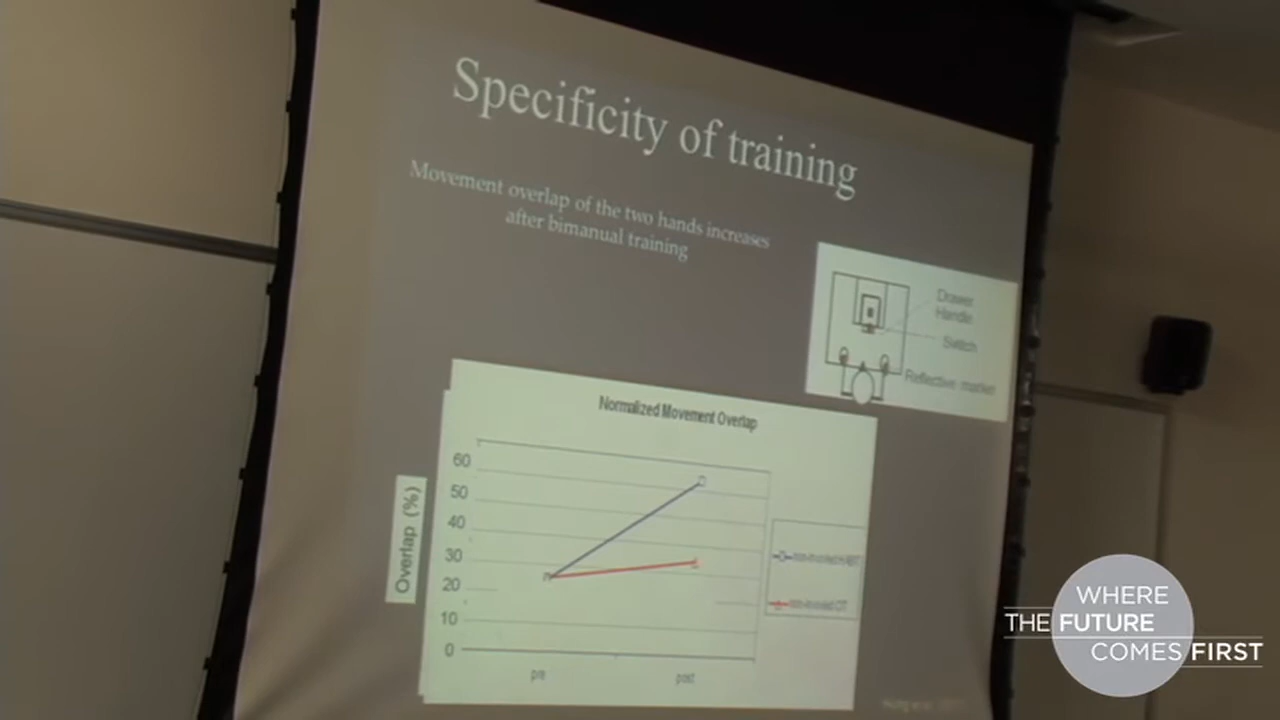 Specificity of training
Movement overlap of the two hands increases
after bimanual training
Drawer
Handle
Switch
Reflective marker
Normalized Movement Overlap
Overlap (%)
60
50
40
30
20
10
0
pre
post
WHERE
THE FUTURE
COMES FIRST